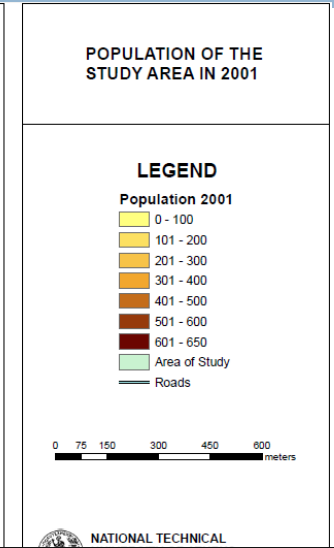 POPULATION OF THE
STUDY AREA IN 2001
LEGEND
Population 2001
0 - 100
101 - 200
201 - 300
301 - 400
401 - 500
501 - 600
601 - 650
Area of Study
Roads
0 75 150 300 450 600
meters
NATIONAL TECHNICAL